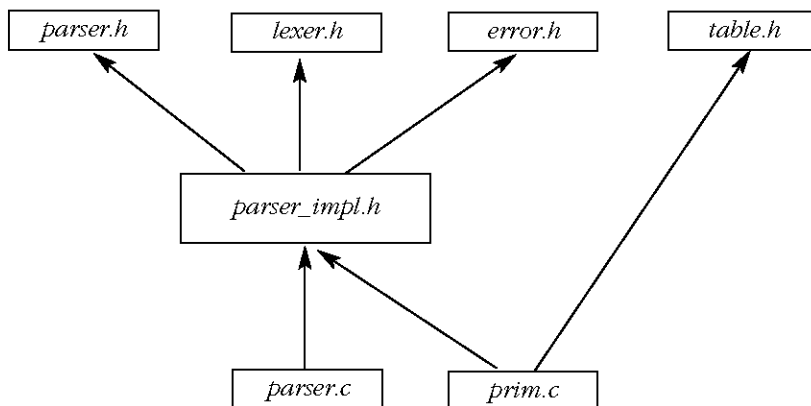 parser.h
lexer.h
error.h
table.h
parser_impl.h
parser.c
prim.c